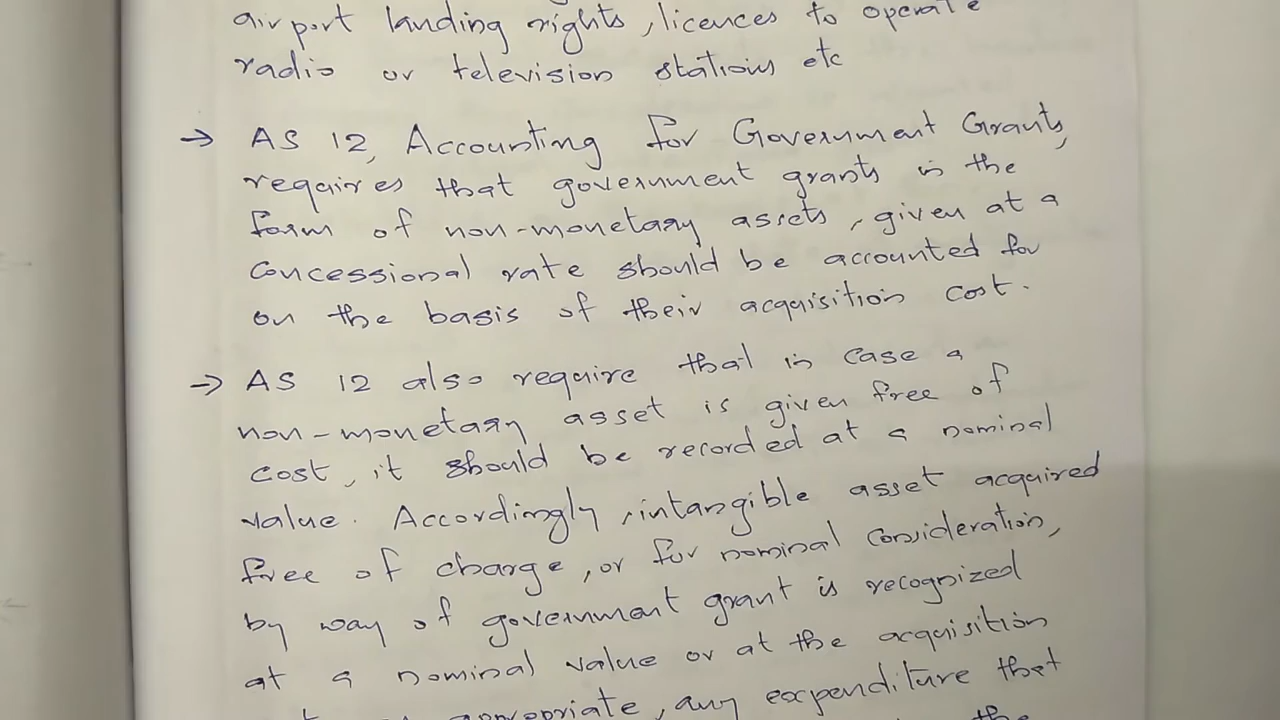 airport landing rights, licences to operate
radio or television stations etc
→ AS 12, Accounting for Government Grants,
requires that government grants in the
form of non-monetary assets, given at a
concessional rate should be accounted for
on the basis of their acquisition cost.
→ AS 12 also require that in case a
non-monetary asset is given free of
cost, it should be recorded at a nominal
value. Accordingly, intangible asset acquired
free of charge, or for nominal consideration,
by way of government grant is recognized
at a nominal value or at the acquisition
appropriate, any expenditure that
the